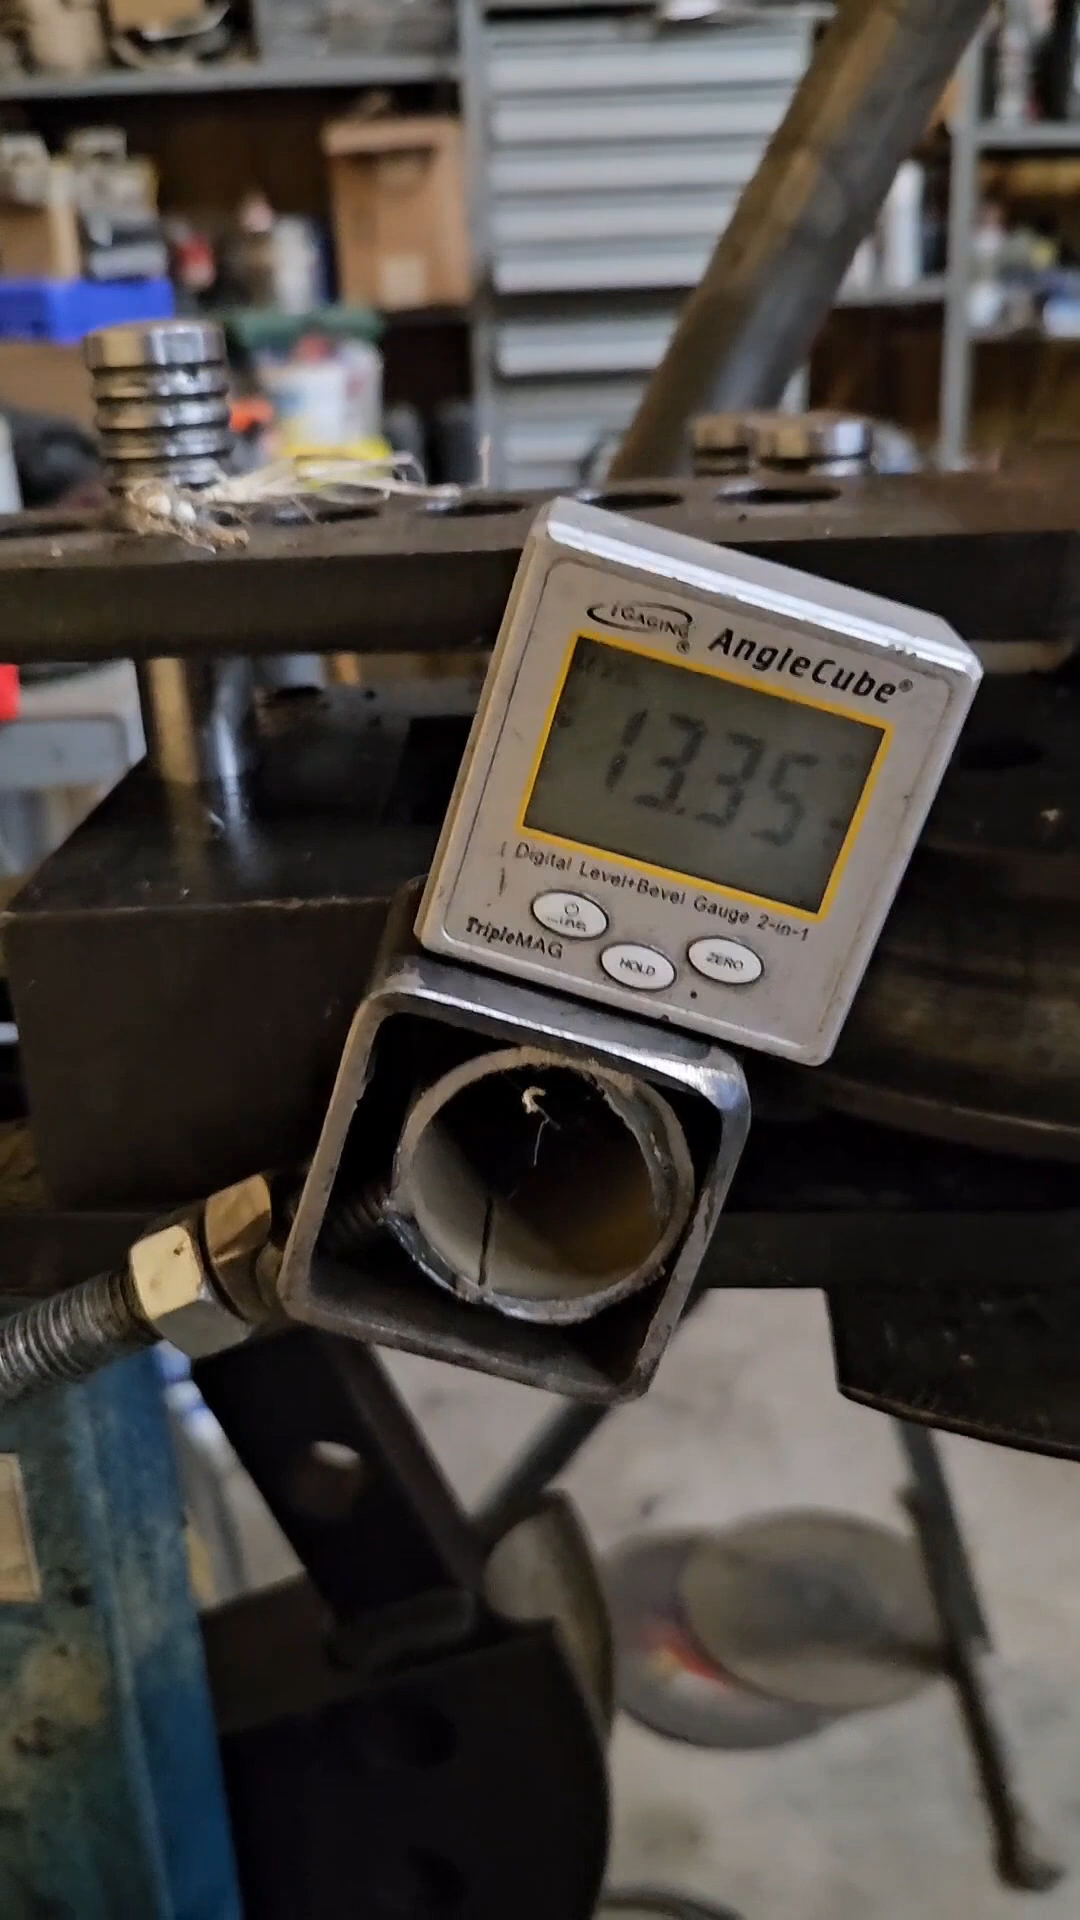 iGAGING®
AngleCube®
13.35
Digital Level+Bevel Gauge 2-in-1
TripleMAG
HOLD
ZERO